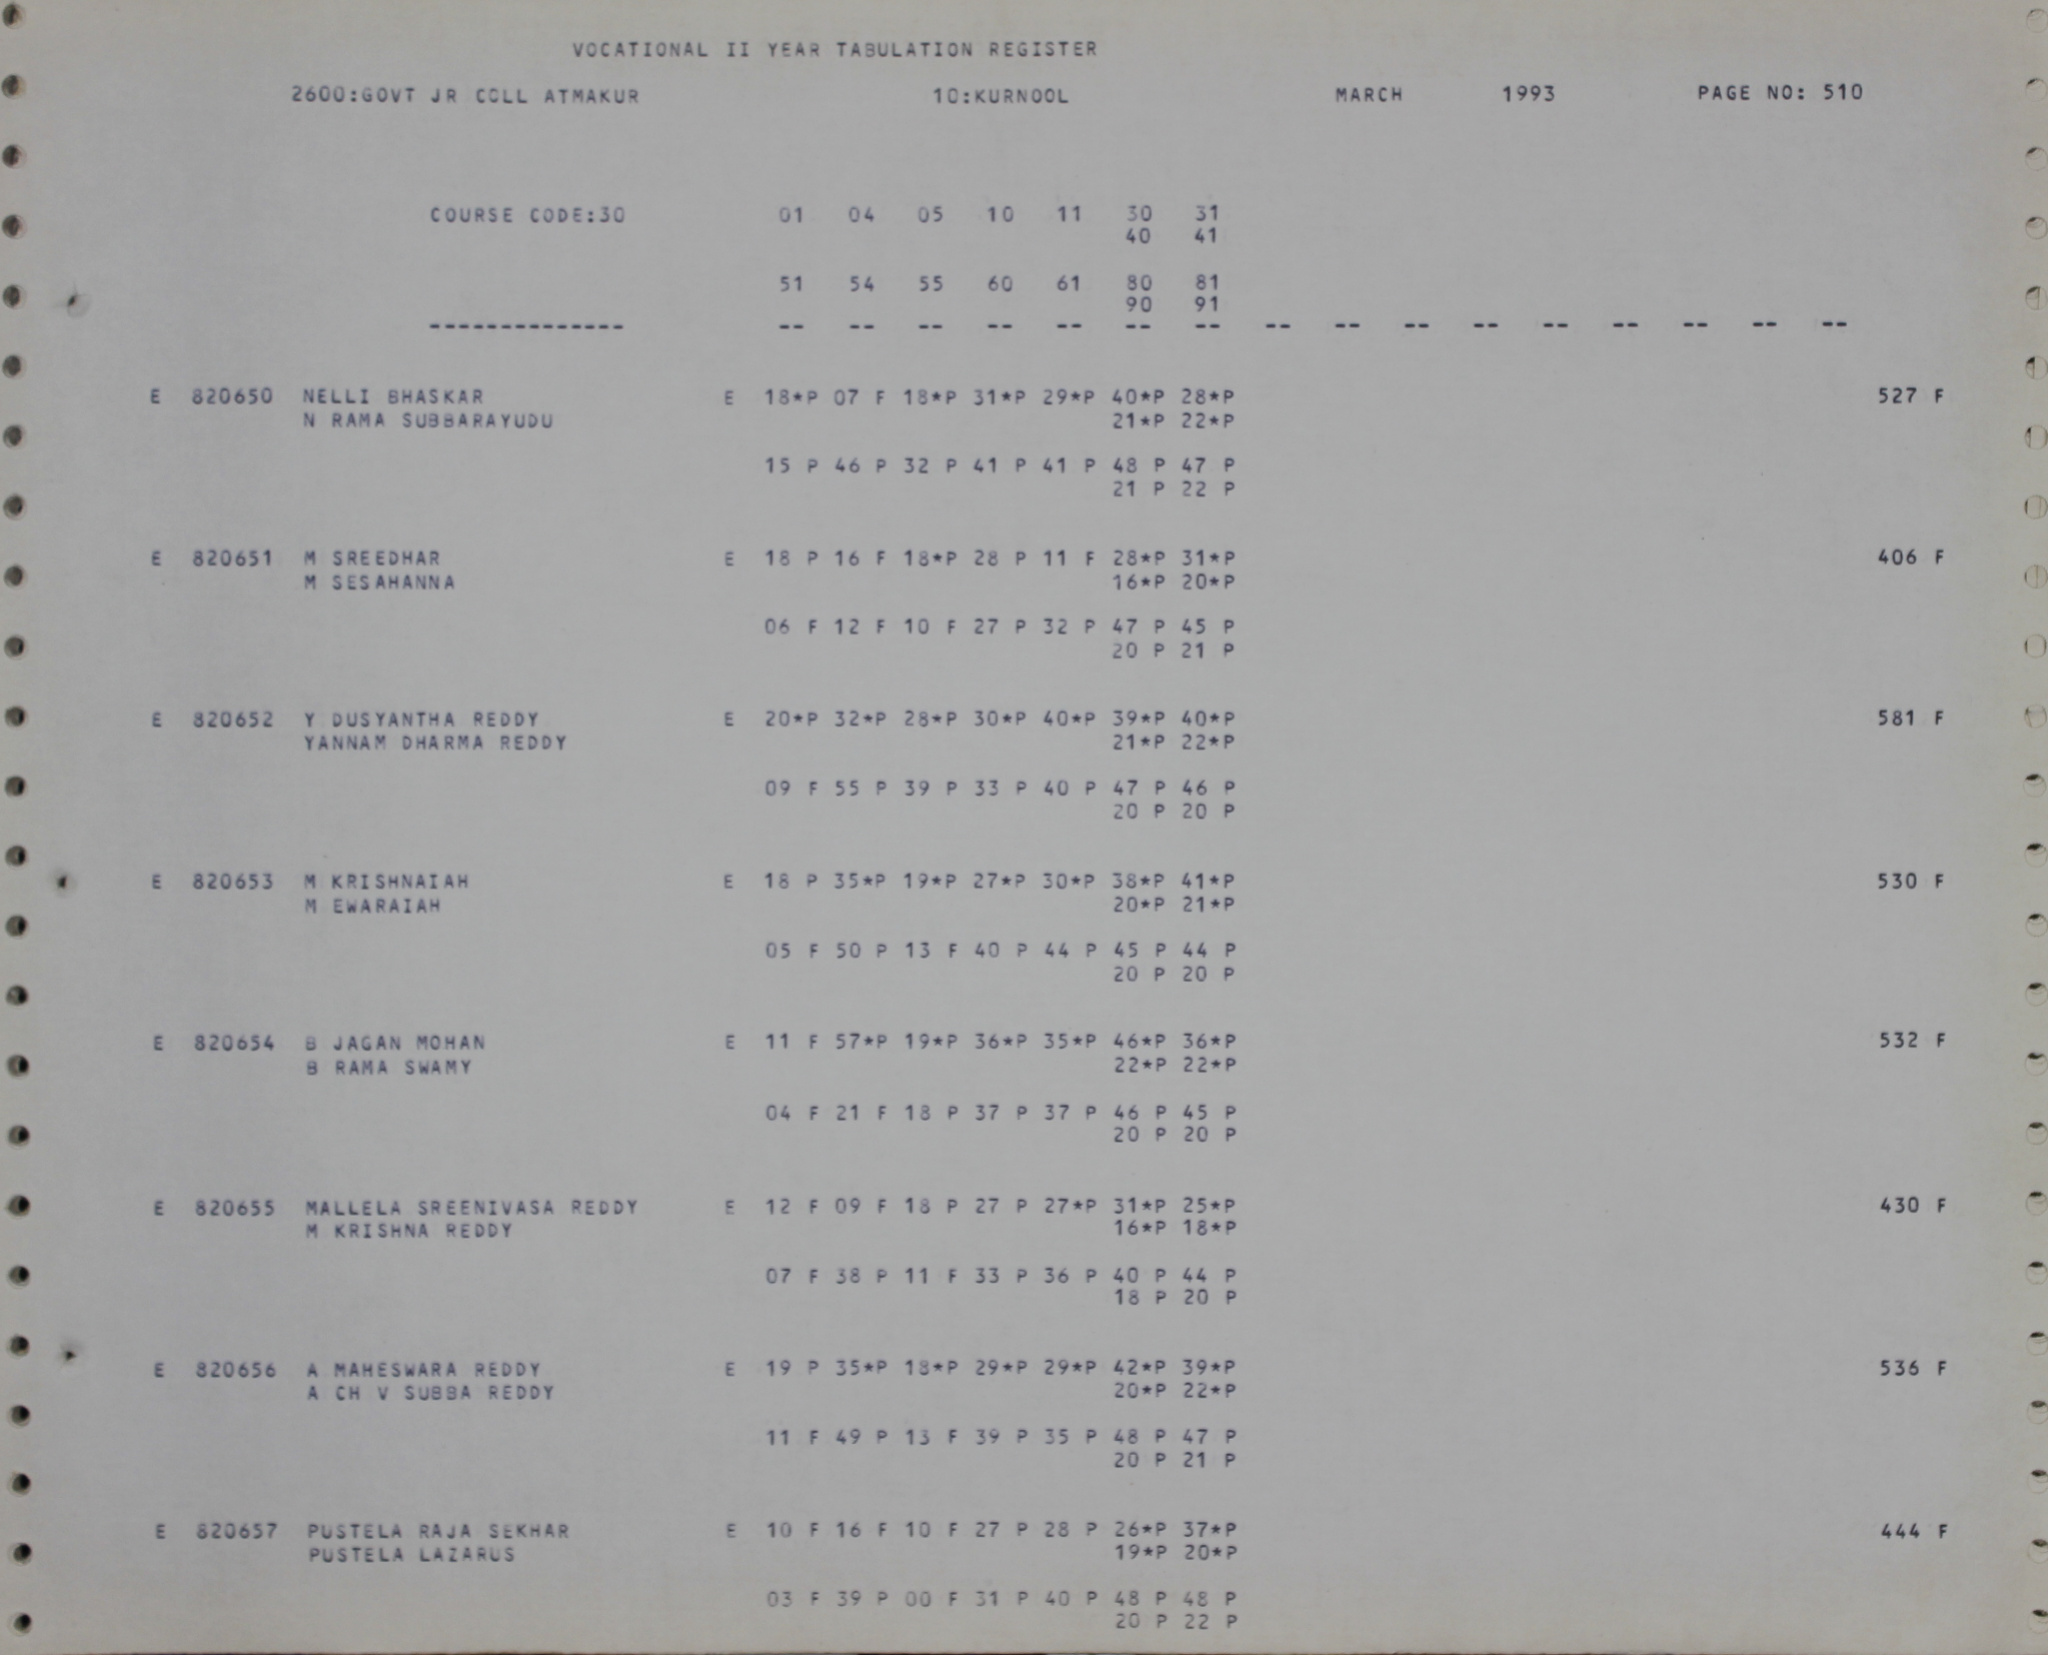 VOCATIONAL II YEAR TABULATION REGISTER
2600:GOVT JR COLL ATMAKUR 10:KURNOOL MARCH 1993 PAGE NO: 510
COURSE CODE:30 01 04 05 10 11 30 31
40 41
51 54 55 60 61 80 81
90 91
-------------- -- -- -- -- -- -- -- -- -- -- -- -- -- -- -- --
E 820650 NELLI BHASKAR E 18*P 07 F 18*P 31*P 29*P 40*P 28*P 527 F
N RAMA SUBBARAYUDU 21*P 22*P
15 P 46 P 32 P 41 P 41 P 48 P 47 P
21 P 22 P
E 820651 M SREEDHAR E 18 P 16 F 18*P 28 P 11 F 28*P 31*P 406 F
M SESAHANNA 16*P 20*P
06 F 12 F 10 F 27 P 32 P 47 P 45 P
20 P 21 P
E 820652 Y DUSYANTHA REDDY E 20*P 32*P 28*P 30*P 40*P 39*P 40*P 581 F
YANNAM DHARMA REDDY 21*P 22*P
09 F 55 P 39 P 33 P 40 P 47 P 46 P
20 P 20 P
E 820653 M KRISHNAIAH E 18 P 35*P 19*P 27*P 30*P 38*P 41*P 530 F
M EWARAIAH 20*P 21*P
05 F 50 P 13 F 40 P 44 P 45 P 44 P
20 P 20 P
E 820654 B JAGAN MOHAN E 11 F 57*P 19*P 36*P 35*P 46*P 36*P 532 F
B RAMA SWAMY 22*P 22*P
04 F 21 F 18 P 37 P 37 P 46 P 45 P
20 P 20 P
E 820655 MALLELA SREENIVASA REDDY E 12 F 09 F 18 P 27 P 27*P 31*P 25*P 430 F
M KRISHNA REDDY 16*P 18*P
07 F 38 P 11 F 33 P 36 P 40 P 44 P
18 P 20 P
E 820656 A MAHESWARA REDDY E 19 P 35*P 18*P 29*P 29*P 42*P 39*P 536 F
A CH V SUBBA REDDY 20*P 22*P
11 F 49 P 13 F 39 P 35 P 48 P 47 P
20 P 21 P
E 820657 PUSTELA RAJA SEKHAR E 10 F 16 F 10 F 27 P 28 P 26*P 37*P 444 F
PUSTELA LAZARUS 19*P 20*P
03 F 39 P 00 F 31 P 40 P 48 P 48 P
20 P 22 P